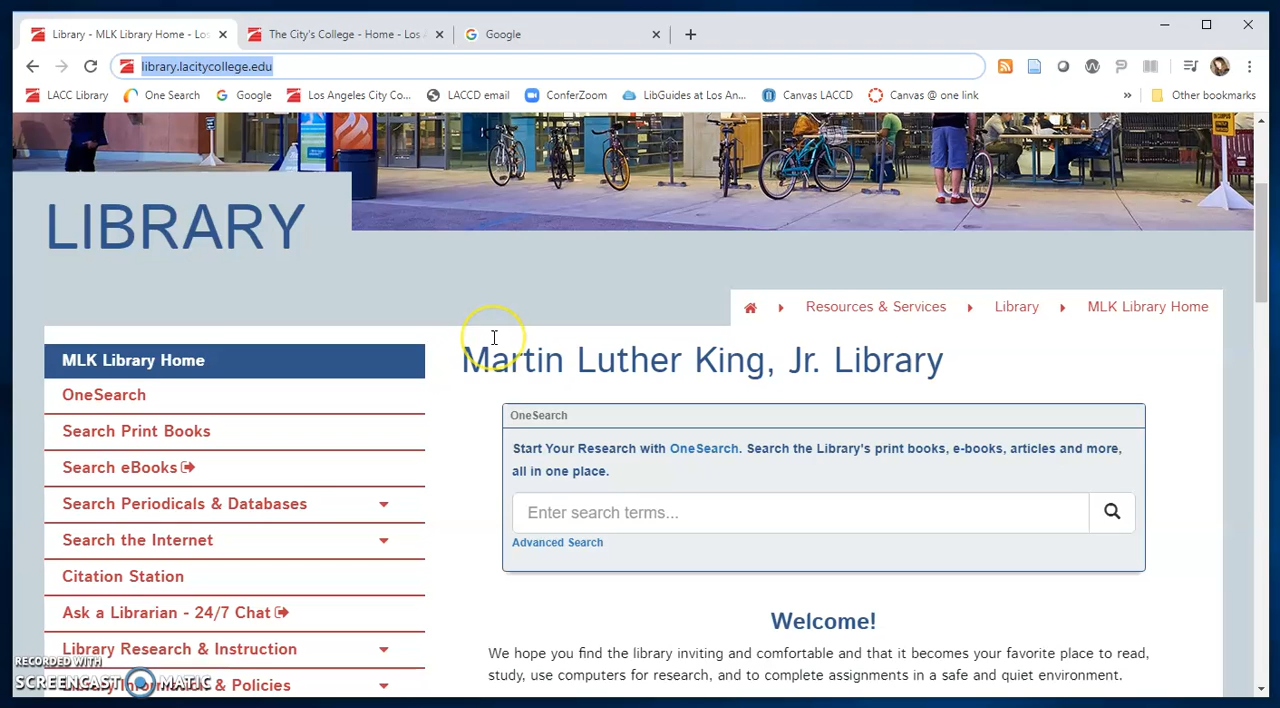 Library - MLK Library Home - Los
The City's College - Home - Los A
Google
library.lacitycollege.edu
LACC Library
One Search
Google
Los Angeles City Co...
LACCD email
ConferZoom
LibGuides at Los An...
Canvas LACCD
Canvas @ one link
»
Other bookmarks
LIBRARY
Resources & Services
Library
MLK Library Home
MLK Library Home
OneSearch
Search Print Books
Search eBooks
Search Periodicals & Databases
Search the Internet
Citation Station
Ask a Librarian - 24/7 Chat
Library Research & Instruction
Library Information & Policies
Martin Luther King, Jr. Library
OneSearch
Start Your Research with OneSearch. Search the Library's print books, e-books, articles and more,
all in one place.
Enter search terms...
Advanced Search
Welcome!
We hope you find the library inviting and comfortable and that it becomes your favorite place to read,
study, use computers for research, and to complete assignments in a safe and quiet environment.
RECORDED WITH
SCREENCAST MATIC